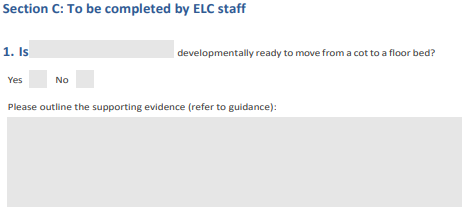 Section C: To be completed by ELC staff
1. Is developmentally ready to move from a cot to a floor bed?
Yes No
Please outline the supporting evidence (refer to guidance):